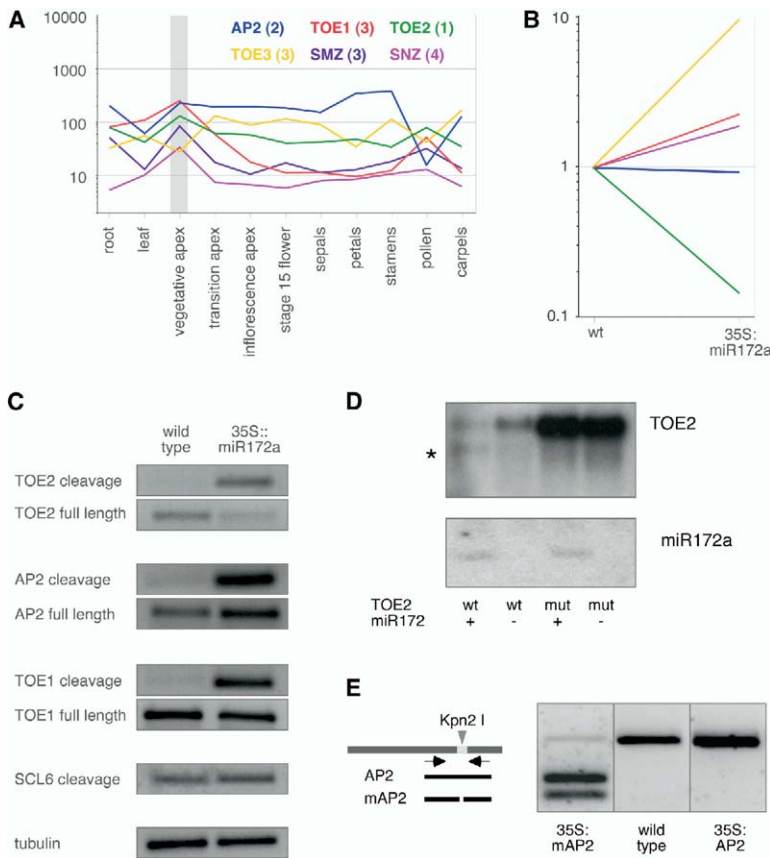 A
10000
1000
100
10
AP2 (2) TOE1 (3) TOE2 (1)
TOE3 (3) SMZ (3) SNZ (4)
root
leaf
vegetative apex
transition apex
inflorescence apex
stage 15 flower
sepals
petals
stamens
pollen
carpels
B
10
1
0.1
wt
35S:
miR172a
C
wild
type
35S::
miR172a
TOE2 cleavage
TOE2 full length
AP2 cleavage
AP2 full length
TOE1 cleavage
TOE1 full length
SCL6 cleavage
tubulin
D
TOE2
*
miR172a
TOE2 wt wt mut mut
miR172 + - + -
E
Kpn2 I
AP2
mAP2
35S:
mAP2
wild
type
35S:
AP2